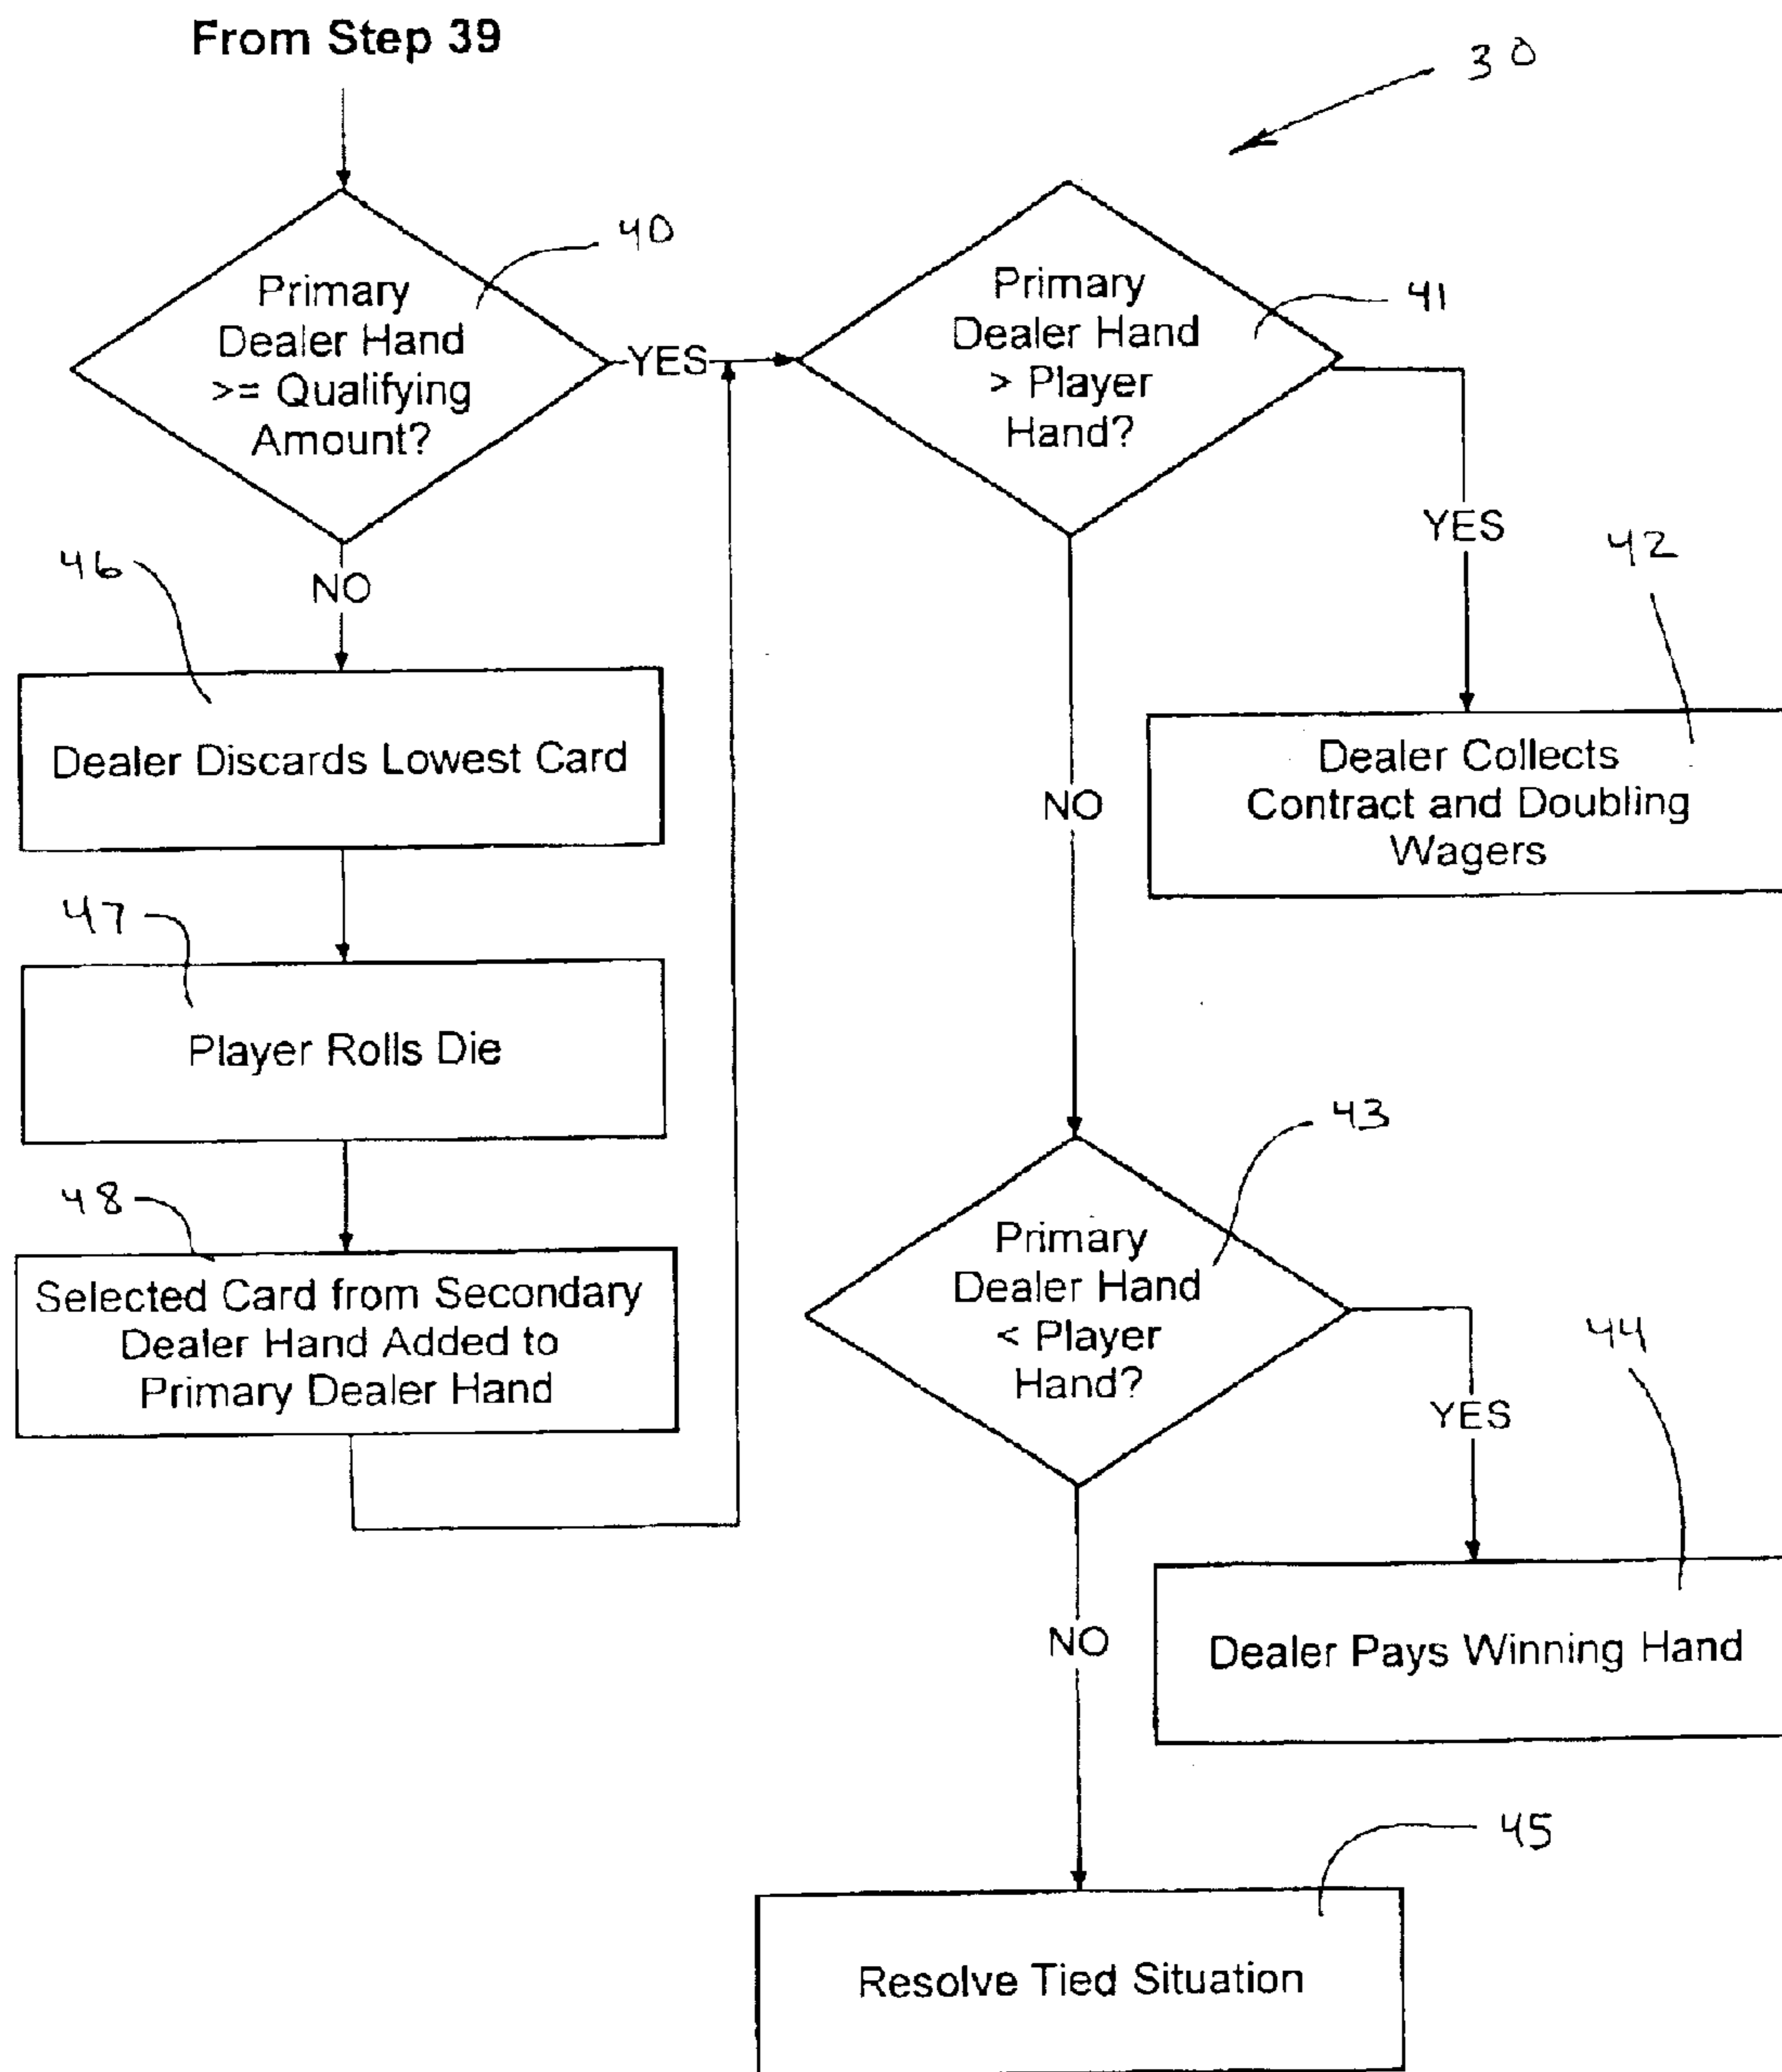 From Step 39
30
40
Primary
Dealer Hand
>= Qualifying
Amount?
YES
41
Primary
Dealer Hand
> Player
Hand?
YES
42
Dealer Collects
Contract and Doubling
Wagers
NO
46
Dealer Discards Lowest Card
47
Player Rolls Die
48
Selected Card from Secondary
Dealer Hand Added to
Primary Dealer Hand
NO
43
Primary
Dealer Hand
< Player
Hand?
YES
44
Dealer Pays Winning Hand
NO
45
Resolve Tied Situation